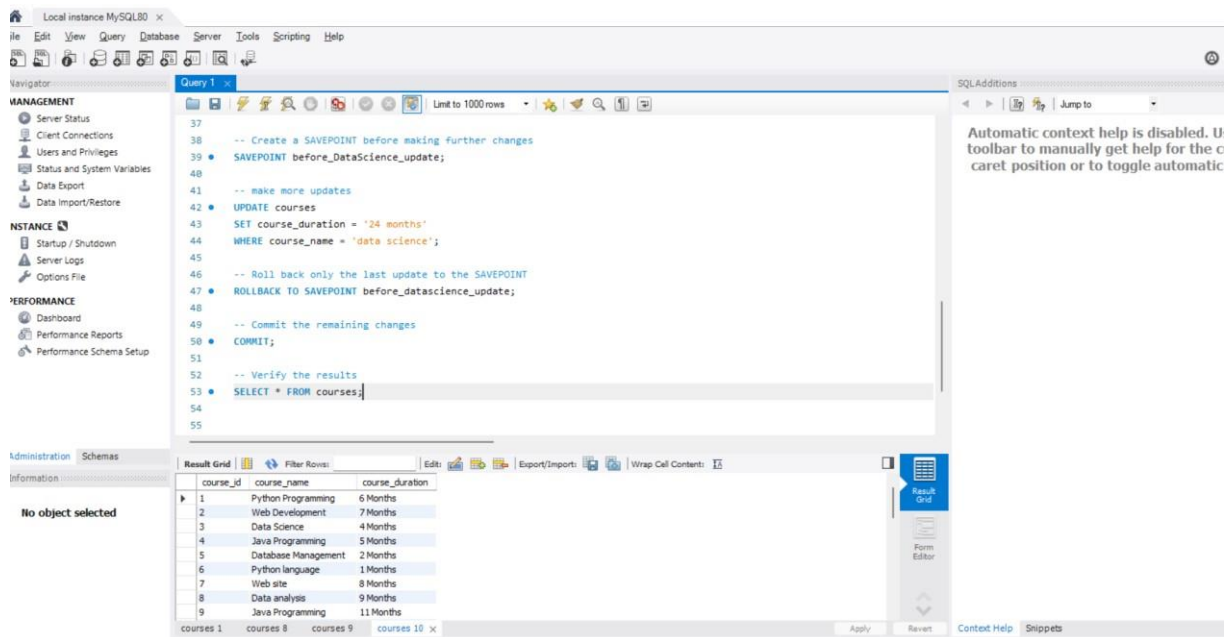 Local instance MySQL80 ×
ile Edit View Query Database Server Tools Scripting Help
Navigator
MANAGEMENT
Server Status
Client Connections
Users and Privileges
Status and System Variables
Data Export
Data Import/Restore
NSTANCE
Startup / Shutdown
Server Logs
Options File
PERFORMANCE
Dashboard
Performance Reports
Performance Schema Setup
Administration Schemas
Information
No object selected
Query 1 ×
Limit to 1000 rows
37
38 -- Create a SAVEPOINT before making further changes
39 SAVEPOINT before_DataScience_update;
40
41 -- make more updates
42 UPDATE courses
43 SET course_duration = '24 months'
44 WHERE course_name = 'data science';
45
46 -- Roll back only the last update to the SAVEPOINT
47 ROLLBACK TO SAVEPOINT before_datascience_update;
48
49 -- Commit the remaining changes
50 COMMIT;
51
52 -- Verify the results
53 SELECT * FROM courses;
54
55
Result Grid Filter Rows: Edit: Export/Import: Wrap Cell Content:
course_id course_name course_duration
1 Python Programming 6 Months
2 Web Development 7 Months
3 Data Science 4 Months
4 Java Programming 5 Months
5 Database Management 2 Months
6 Python language 1 Months
7 Web site 8 Months
8 Data analysis 9 Months
9 Java Programming 11 Months
courses 1 courses 8 courses 9 courses 10 × Apply Revert
Result
Grid
Form
Editor
SQLAdditions
Jump to
Automatic context help is disabled. U
toolbar to manually get help for the c
caret position or to toggle automatic
Context Help Snippets